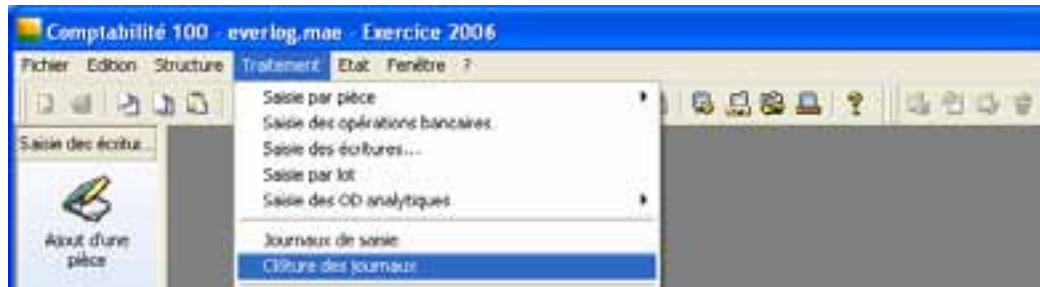 Comptabilité 100 - everlog.mae - Exercice 2006
Fichier Edition Structure Traitement Etat Fenêtre ?
Saisie par pièce
Saisie des opérations bancaires
Saisie des écritures...
Saisie par lot
Saisie des OD analytiques
Journaux de saisie
Clôture des journaux
Saisie des écritur...
Ajout d'une
pièce